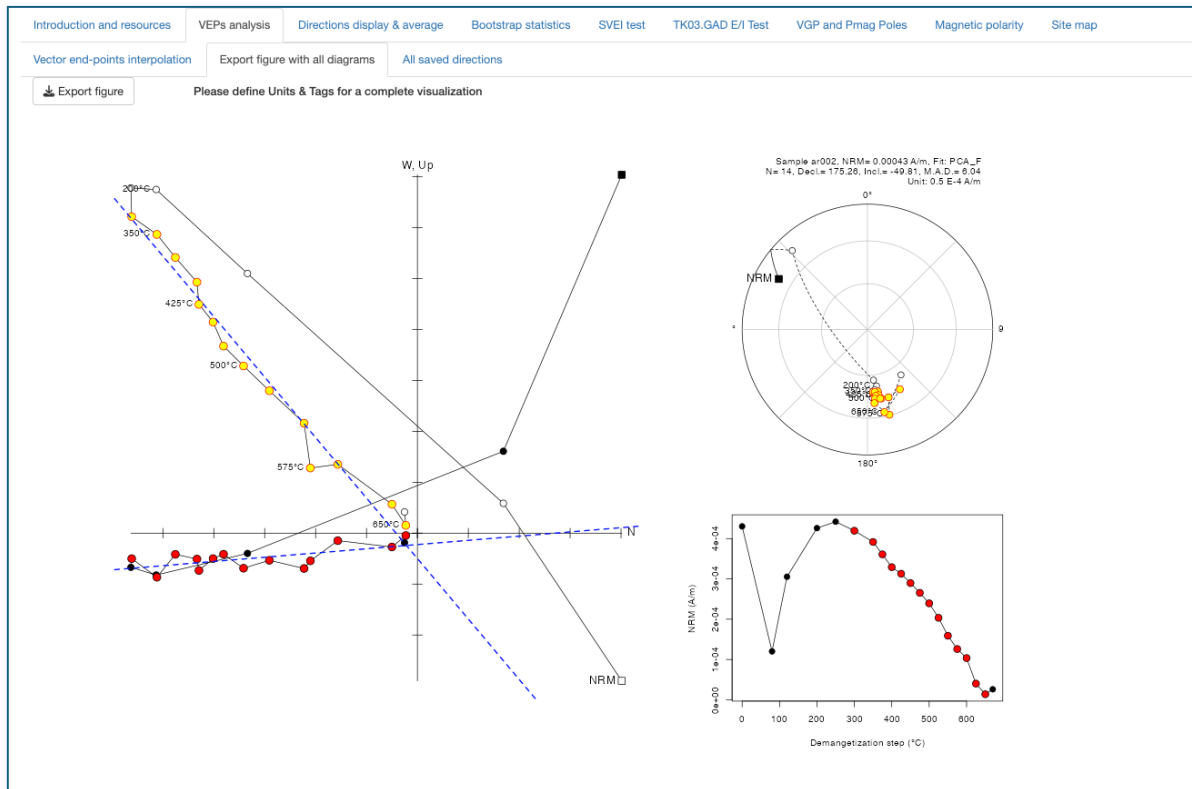 Introduction and resources VEPs analysis Directions display & average Bootstrap statistics SVEI test TK03.GAD E/I Test VGP and Pmag Poles Magnetic polarity Site map
Vector end-points interpolation Export figure with all diagrams All saved directions
Export figure Please define Units & Tags for a complete visualization
W, Up
200°C
350°C
425°C
500°C
575°C
650°C
N
NRM
Sample ar002, NRM= 0.00043 A/m, Fit: PCA_F
N= 14, Decl.= 175.26, Incl.= -49.81, M.A.D.= 6.04
Unit: 0.5 E-4 A/m
0°
NRM
°
9
200°C
180°
NRM (A/m)
4e-04
3e-04
2e-04
1e-04
0e+00
0 100 200 300 400 500 600
Demangetization step (°C)